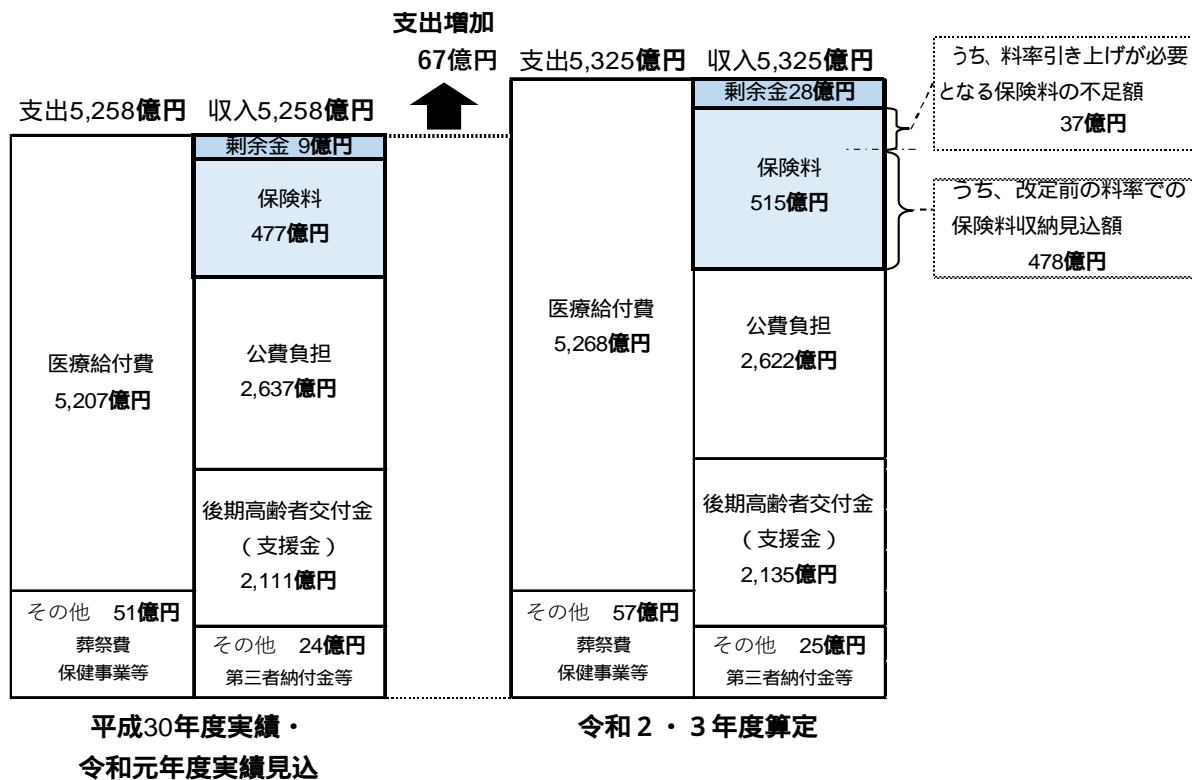 支出増加
67億円
支出5,258億円
収入5,258億円
剰余金 9億円
保険料
477億円
医療給付費
5,207億円
公費負担
2,637億円
後期高齢者交付金
(支援金)
2,111億円
その他 51億円
葬祭費
保健事業等
その他 24億円
第三者納付金等
平成30年度実績・
令和元年度実績見込
支出5,325億円
収入5,325億円
剰余金28億円
保険料
515億円
医療給付費
5,268億円
公費負担
2,622億円
後期高齢者交付金
(支援金)
2,135億円
その他 57億円
葬祭費
保健事業等
その他 25億円
第三者納付金等
令和2・3年度算定
うち、料率引き上げが必要
となる保険料の不足額
37億円
うち、改定前の料率での
保険料収納見込額
478億円